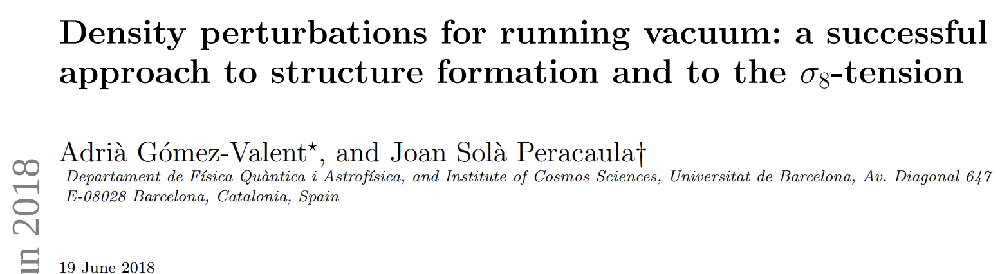 Density perturbations for running vacuum: a successful
approach to structure formation and to the σ₈-tension
Adrià Gómez-Valent⋆, and Joan Solà Peracaula†
Departament de Física Quàntica i Astrofísica, and Institute of Cosmos Sciences, Universitat de Barcelona, Av. Diagonal 647
E-08028 Barcelona, Catalonia, Spain
19 June 2018
2018